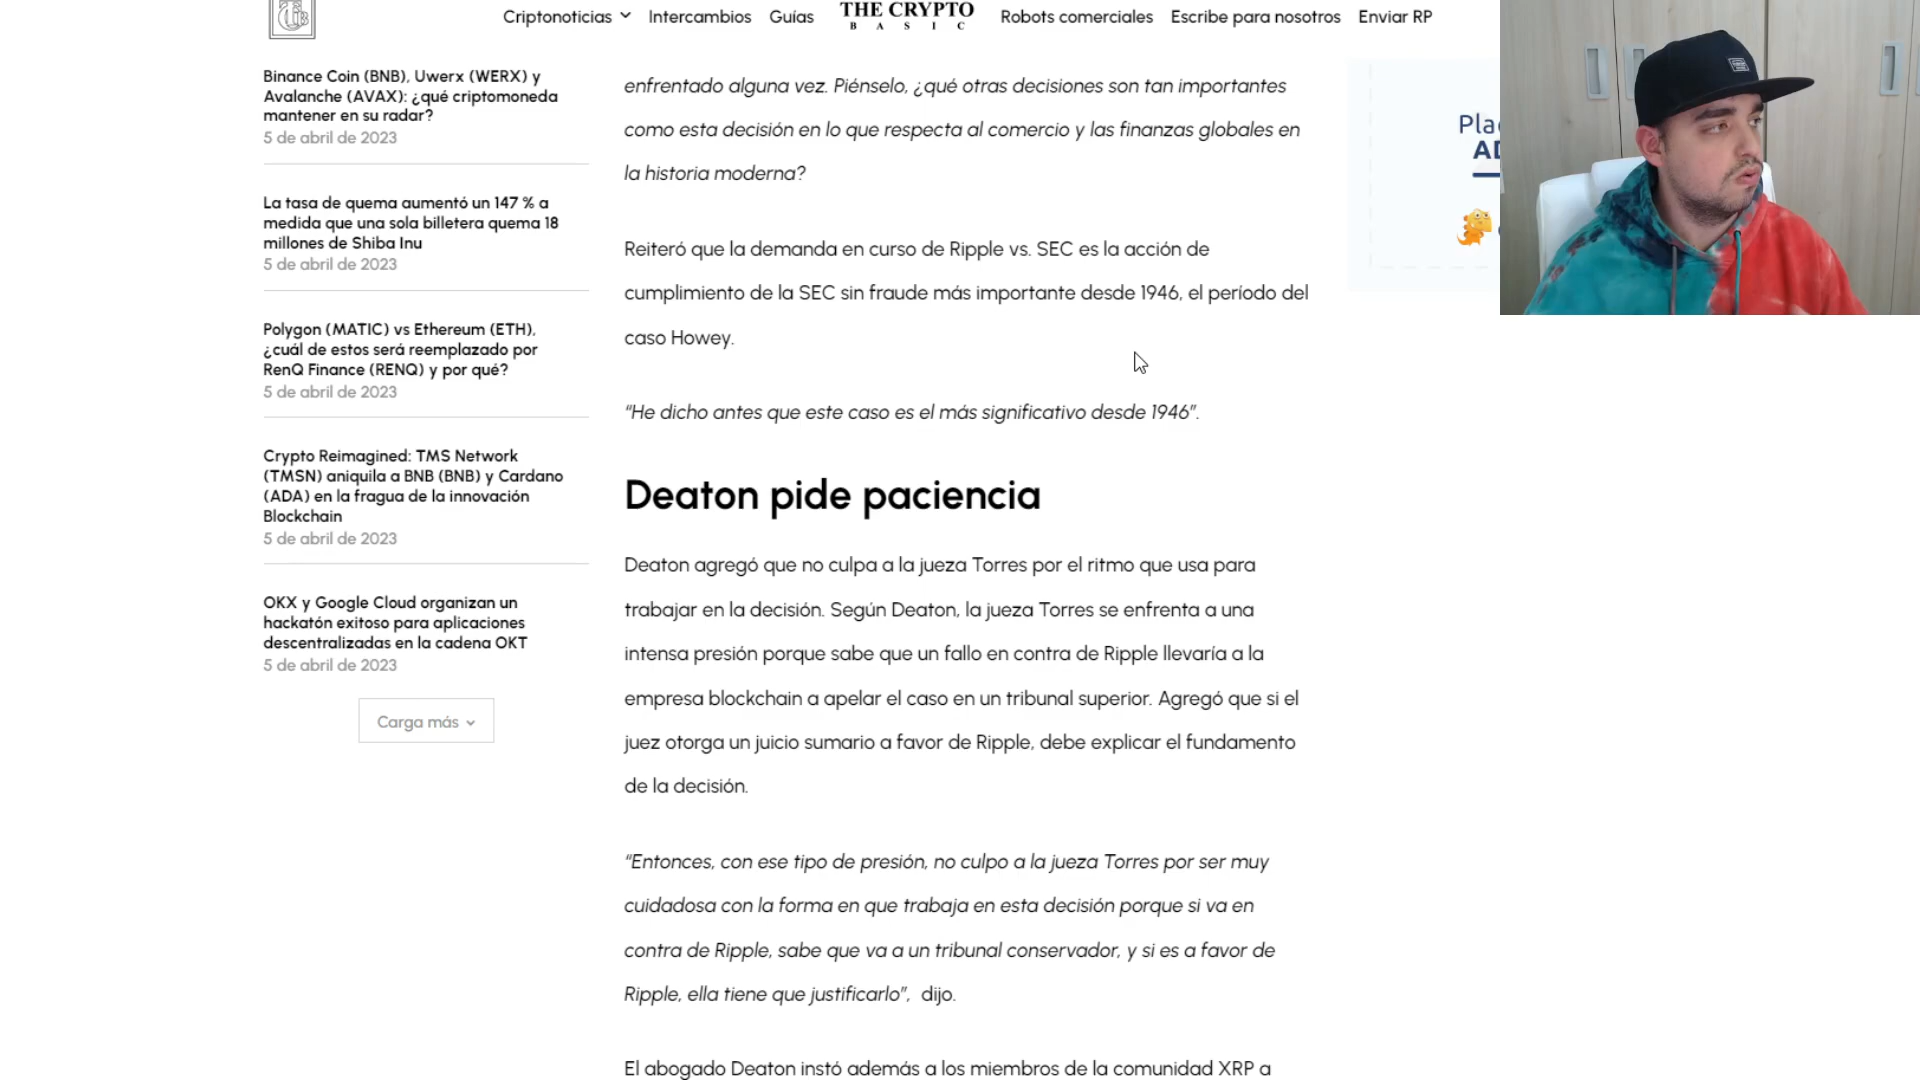 Criptonoticias
Intercambios
Guías
THE CRYPTO
BASIC
Robots comerciales
Escribe para nosotros
Enviar RP
Binance Coin (BNB), Uwerx (WERX) y
Avalanche (AVAX): ¿qué criptomoneda
mantener en su radar?
5 de abril de 2023
La tasa de quema aumentó un 147 % a
medida que una sola billetera quema 18
millones de Shiba Inu
5 de abril de 2023
Polygon (MATIC) vs Ethereum (ETH),
¿cuál de estos será reemplazado por
RenQ Finance (RENQ) y por qué?
5 de abril de 2023
Crypto Reimagined: TMS Network
(TMSN) aniquila a BNB (BNB) y Cardano
(ADA) en la fragua de la innovación
Blockchain
5 de abril de 2023
OKX y Google Cloud organizan un
hackatón exitoso para aplicaciones
descentralizadas en la cadena OKT
5 de abril de 2023
Carga más
enfrentado alguna vez. Piénselo, ¿qué otras decisiones son tan importantes
como esta decisión en lo que respecta al comercio y las finanzas globales en
la historia moderna?
Reiteró que la demanda en curso de Ripple vs. SEC es la acción de
cumplimiento de la SEC sin fraude más importante desde 1946, el período del
caso Howey.
“He dicho antes que este caso es el más significativo desde 1946”.
Deaton pide paciencia
Deaton agregó que no culpa a la jueza Torres por el ritmo que usa para
trabajar en la decisión. Según Deaton, la jueza Torres se enfrenta a una
intensa presión porque sabe que un fallo en contra de Ripple llevaría a la
empresa blockchain a apelar el caso en un tribunal superior. Agregó que si el
juez otorga un juicio sumario a favor de Ripple, debe explicar el fundamento
de la decisión.
“Entonces, con ese tipo de presión, no culpo a la jueza Torres por ser muy
cuidadosa con la forma en que trabaja en esta decisión porque si va en
contra de Ripple, sabe que va a un tribunal conservador, y si es a favor de
Ripple, ella tiene que justificarlo”, dijo.
El abogado Deaton instó además a los miembros de la comunidad XRP a